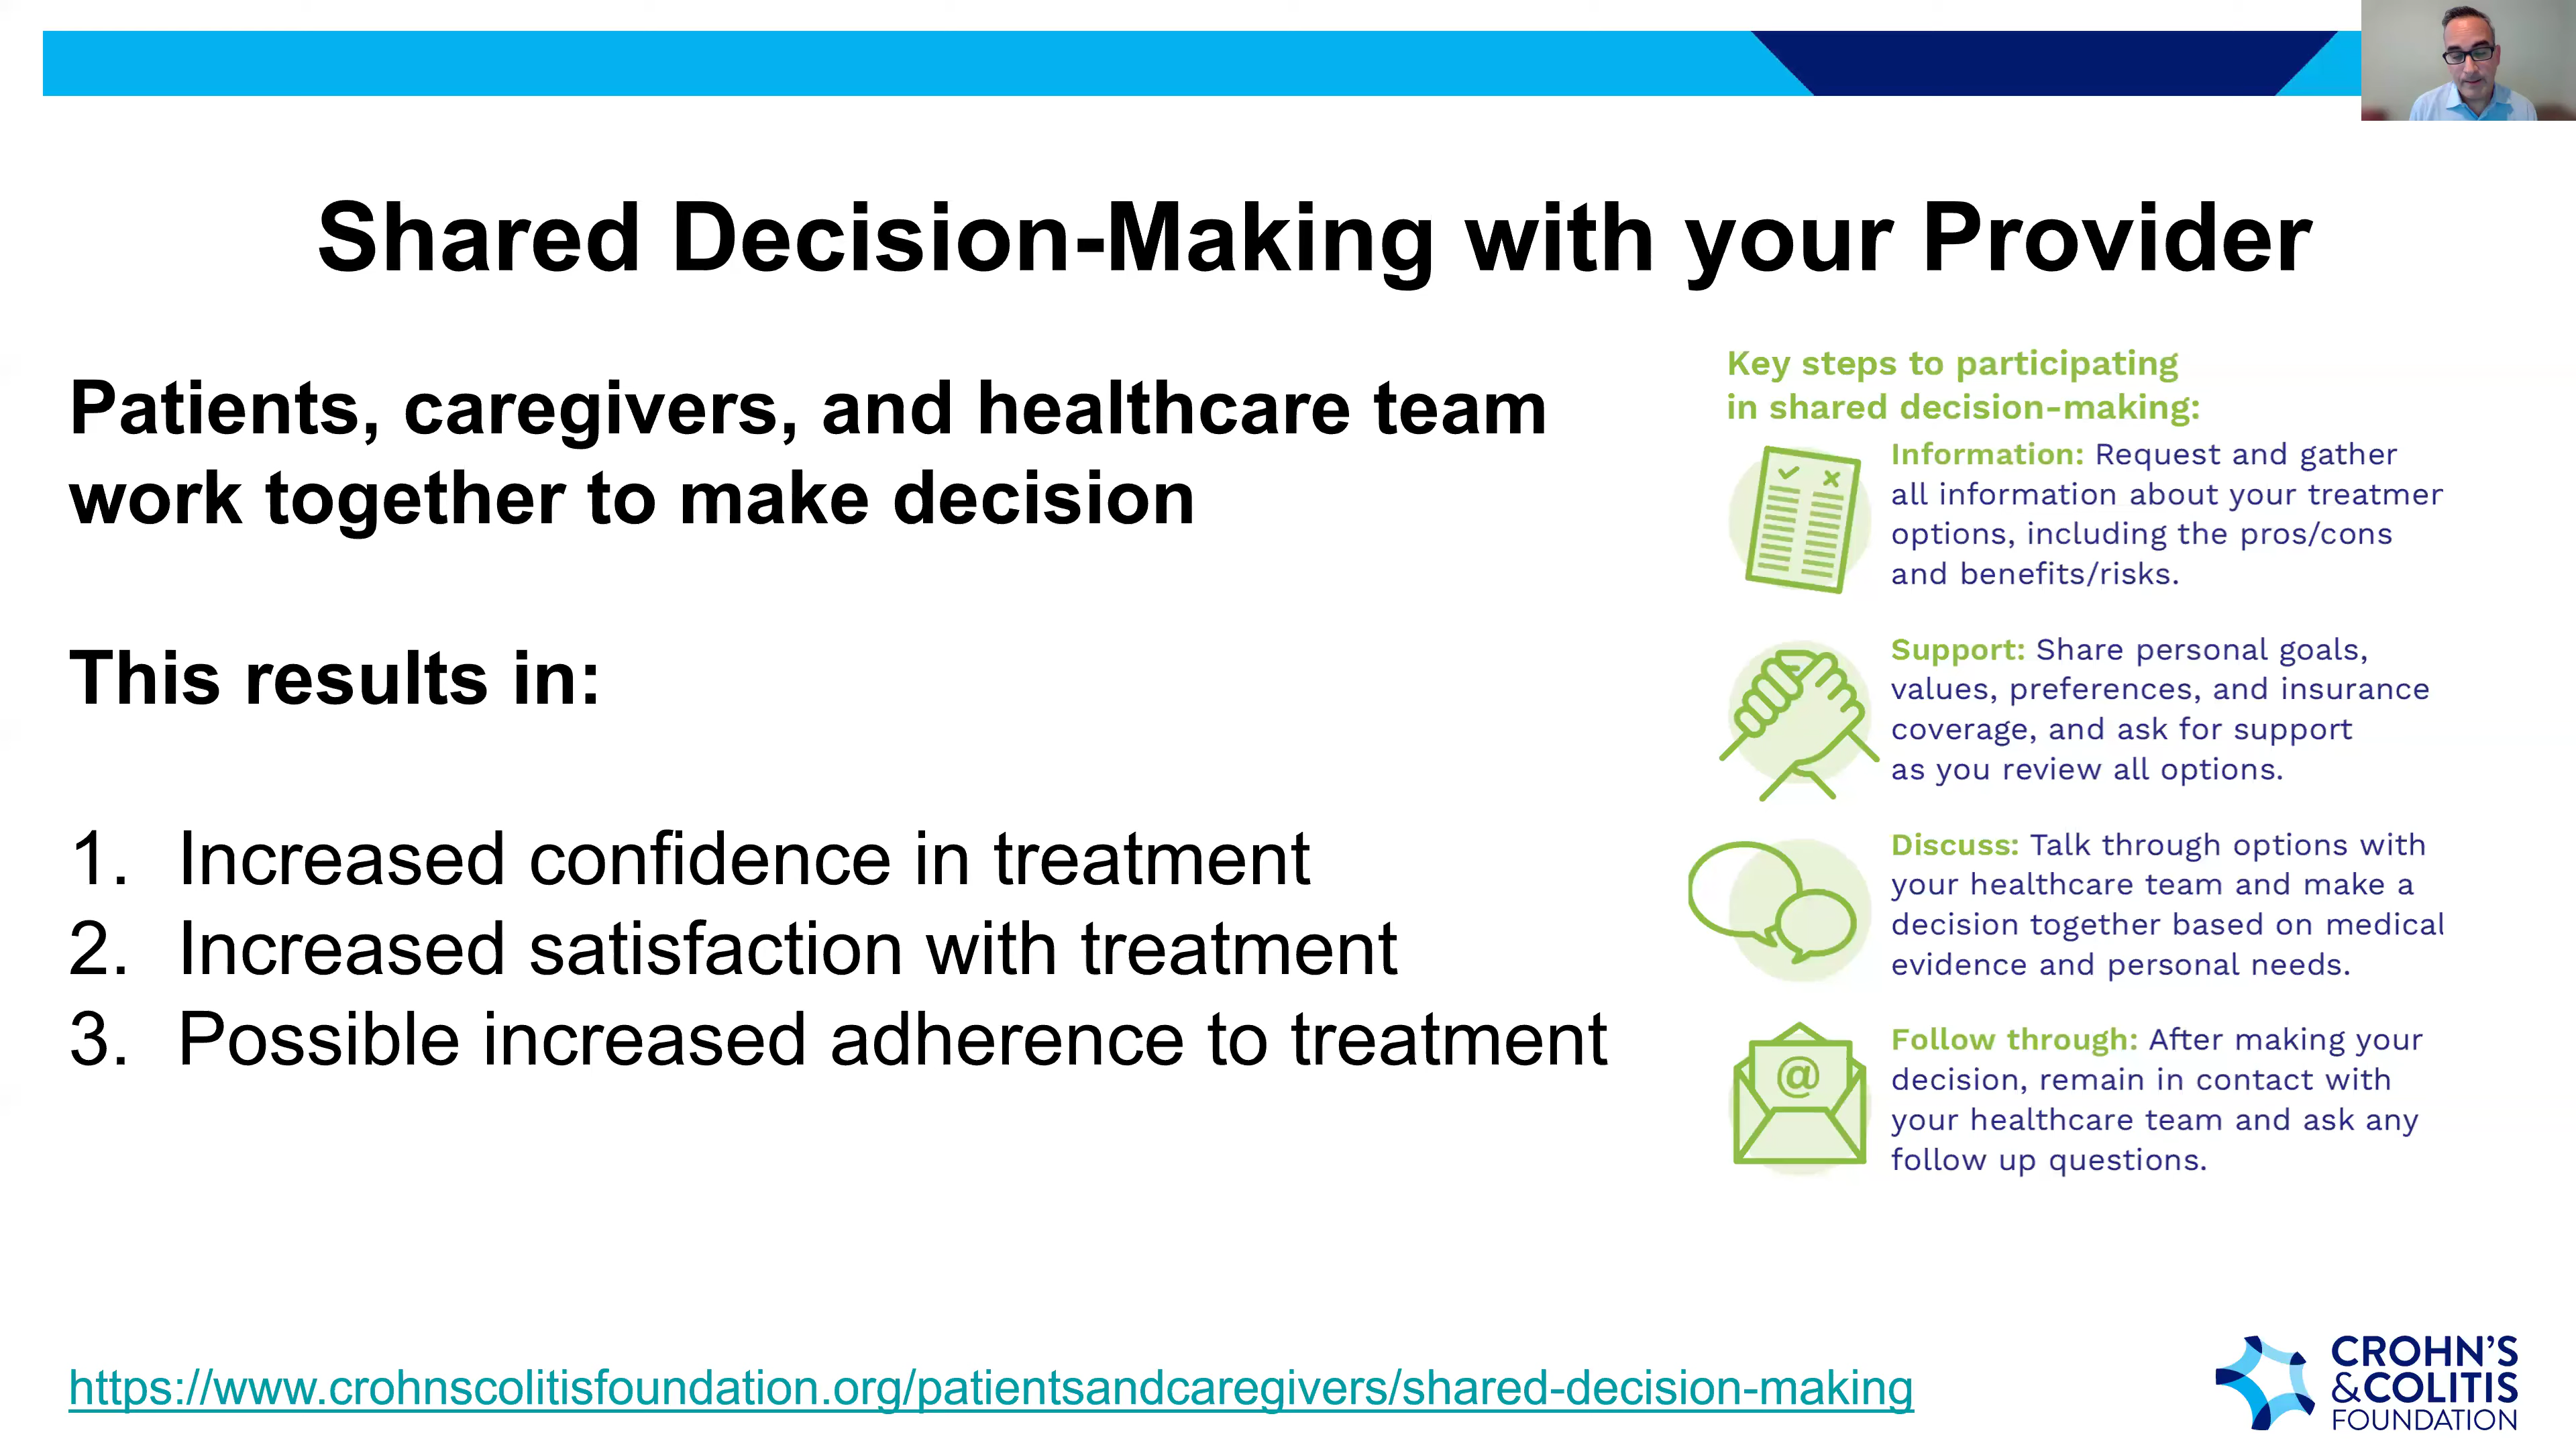 Shared Decision-Making with your Provider
Patients, caregivers, and healthcare team
work together to make decision
This results in:
1. Increased confidence in treatment
2. Increased satisfaction with treatment
3. Possible increased adherence to treatment
Key steps to participating
in shared decision-making:
Information: Request and gather
all information about your treatmer
options, including the pros/cons
and benefits/risks.
Support: Share personal goals,
values, preferences, and insurance
coverage, and ask for support
as you review all options.
Discuss: Talk through options with
your healthcare team and make a
decision together based on medical
evidence and personal needs.
@
Follow through: After making your
decision, remain in contact with
your healthcare team and ask any
follow up questions.
https://www.crohnscolitisfoundation.org/patientsandcaregivers/shared-decision-making
CROHN'S
&COLITIS
FOUNDATION